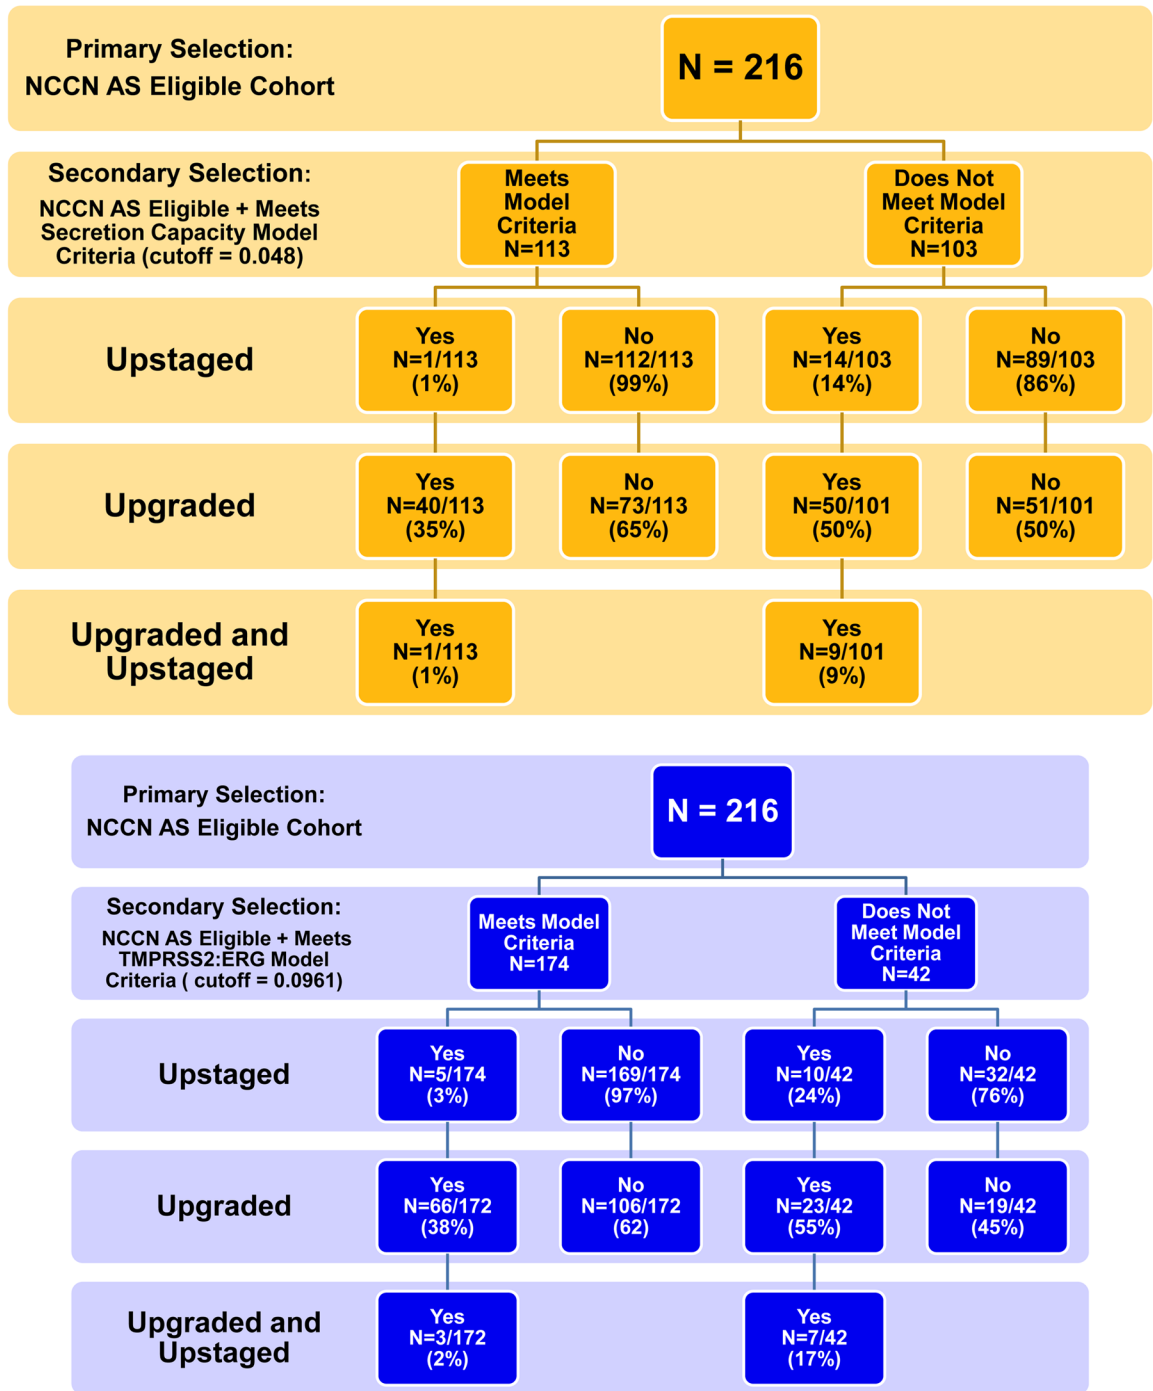 Primary Selection:
NCCN AS Eligible Cohort
N = 216
Secondary Selection:
NCCN AS Eligible + Meets
Secretion Capacity Model
Criteria (cutoff = 0.048)
Meets
Model
Criteria
N=113
Does Not
Meet Model
Criteria
N=103
Upstaged
Yes
N=1/113
(1%)
No
N=112/113
(99%)
Yes
N=14/103
(14%)
No
N=89/103
(86%)
Upgraded
Yes
N=40/113
(35%)
No
N=73/113
(65%)
Yes
N=50/101
(50%)
No
N=51/101
(50%)
Upgraded and
Upstaged
Yes
N=1/113
(1%)
Yes
N=9/101
(9%)
Primary Selection:
NCCN AS Eligible Cohort
N = 216
Secondary Selection:
NCCN AS Eligible + Meets
TMPRSS2:ERG Model
Criteria ( cutoff = 0.0961)
Meets Model
Criteria
N=174
Does Not
Meet Model
Criteria
N=42
Upstaged
Yes
N=5/174
(3%)
No
N=169/174
(97%)
Yes
N=10/42
(24%)
No
N=32/42
(76%)
Upgraded
Yes
N=66/172
(38%)
No
N=106/172
(62)
Yes
N=23/42
(55%)
No
N=19/42
(45%)
Upgraded and
Upstaged
Yes
N=3/172
(2%)
Yes
N=7/42
(17%)